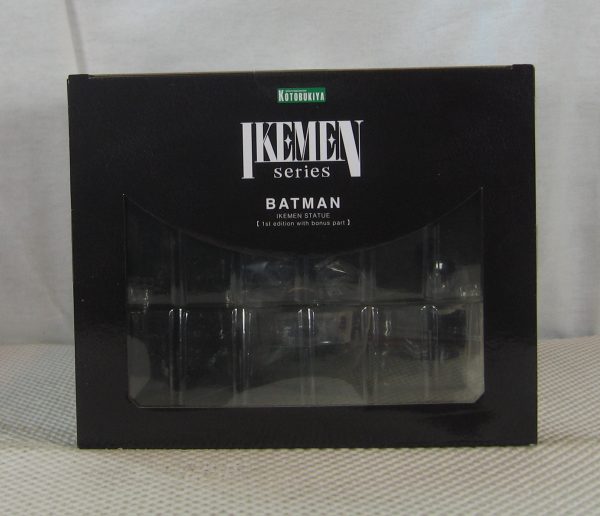 KOTOBUKIYA
IKEMEN
series
BATMAN
IKEMEN STATUE
【 1st edition with bonus part 】